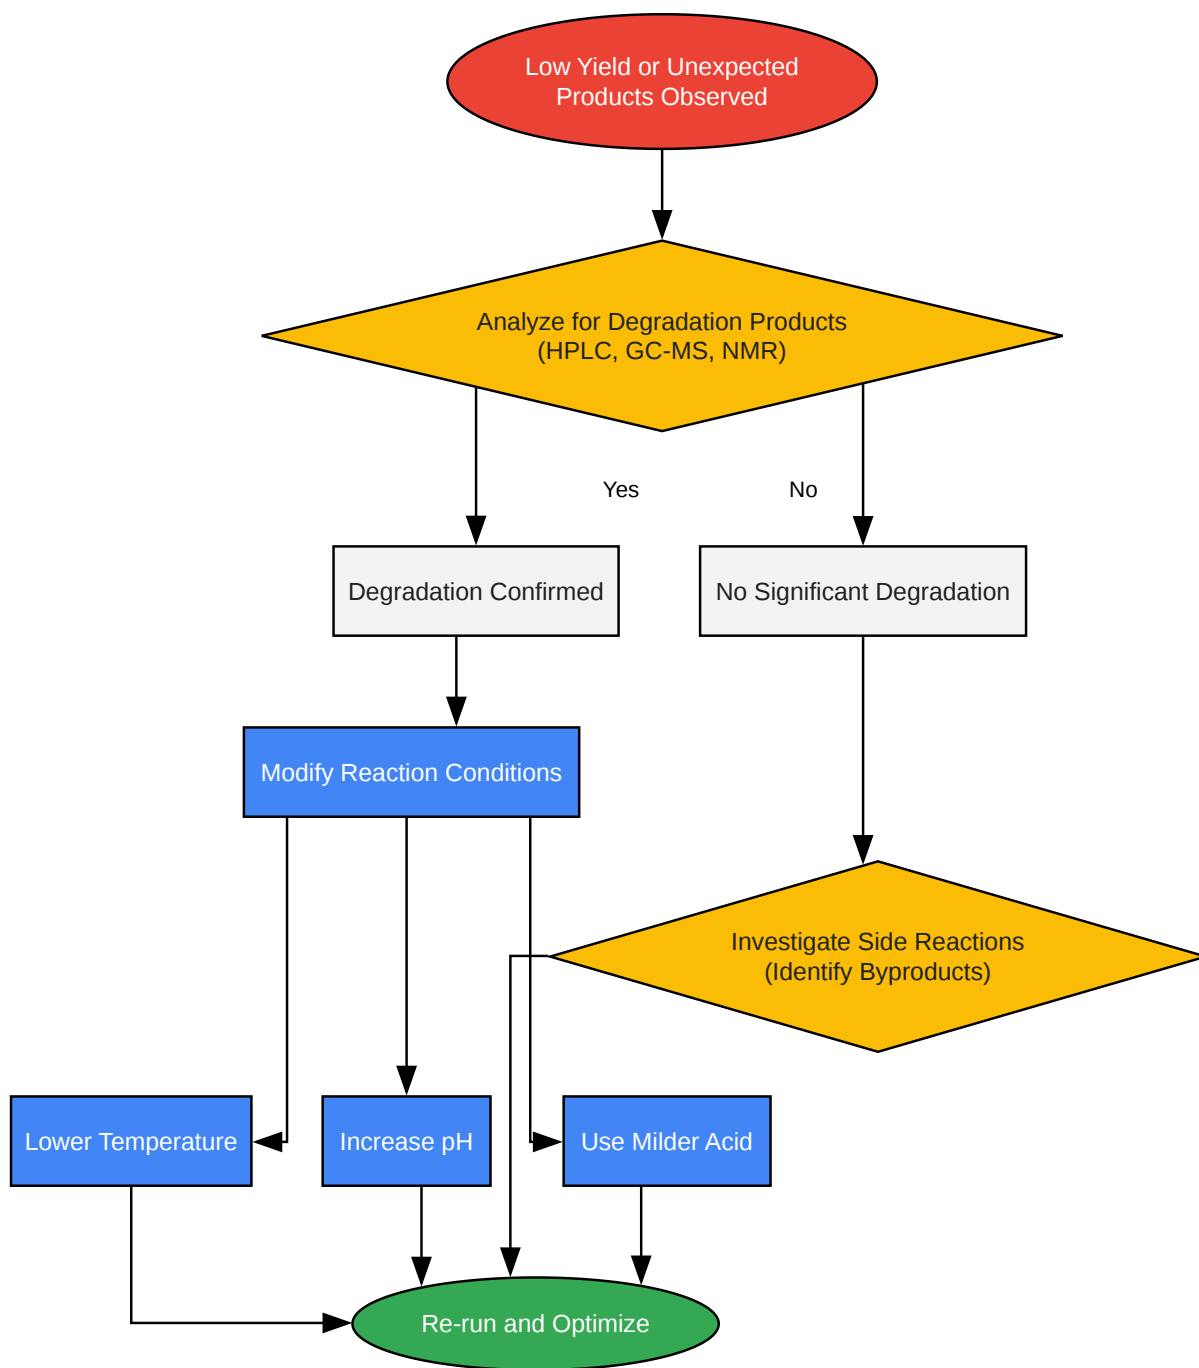 Low Yield or Unexpected
Products Observed
Analyze for Degradation Products
(HPLC, GC-MS, NMR)
Yes
No
Degradation Confirmed
No Significant Degradation
Modify Reaction Conditions
Investigate Side Reactions
(Identify Byproducts)
Lower Temperature
Increase pH
Use Milder Acid
Re-run and Optimize